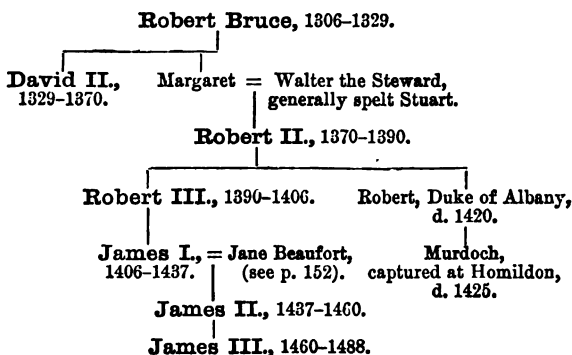 Robert Bruce, 1306–1329.
David II., Margaret = Walter the Steward,
1329–1370. generally spelt Stuart.
Robert II., 1370–1390.
Robert III., 1390–1406. Robert, Duke of Albany,
d. 1420.
James I., = Jane Beaufort, Murdoch,
1406–1437. (see p. 152). captured at Homildon,
d. 1425.
James II., 1437–1460.
James III., 1460–1488.